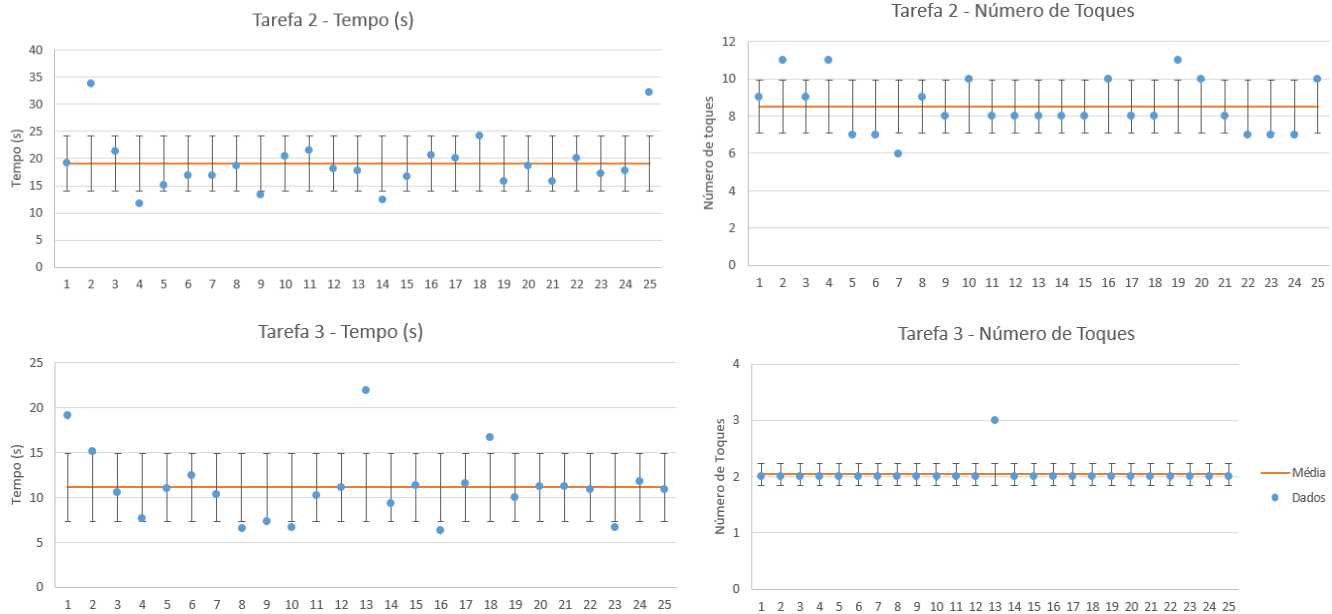 Tarefa 2 - Tempo (s)
Tempo (s)
40
35
30
25
20
15
10
5
0
1 2 3 4 5 6 7 8 9 10 11 12 13 14 15 16 17 18 19 20 21 22 23 24 25
Tarefa 2 - Número de Toques
Número de toques
12
10
8
6
4
2
0
1 2 3 4 5 6 7 8 9 10 11 12 13 14 15 16 17 18 19 20 21 22 23 24 25
Tarefa 3 - Tempo (s)
Tempo (s)
25
20
15
10
5
0
1 2 3 4 5 6 7 8 9 10 11 12 13 14 15 16 17 18 19 20 21 22 23 24 25
Tarefa 3 - Número de Toques
Número de Toques
4
3
2
1
0
1 2 3 4 5 6 7 8 9 10 11 12 13 14 15 16 17 18 19 20 21 22 23 24 25
Média
Dados